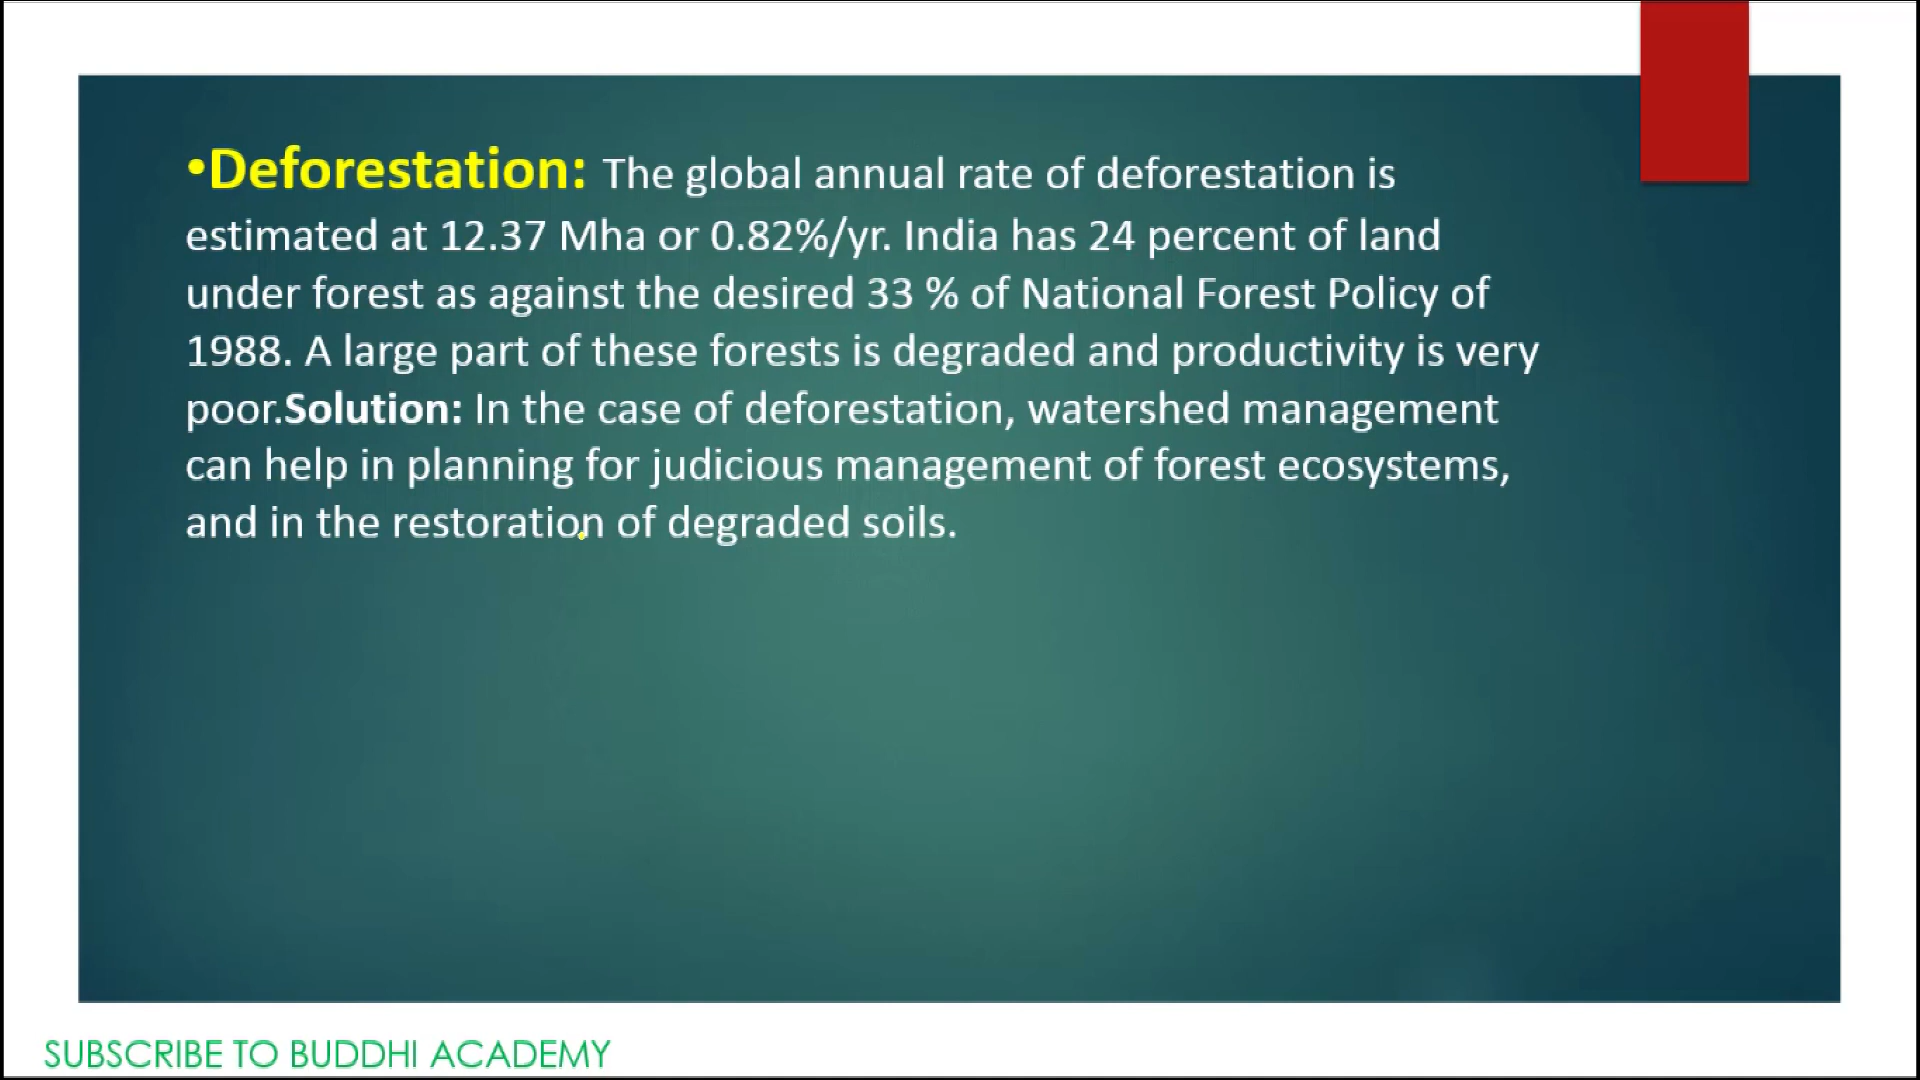 •Deforestation: The global annual rate of deforestation is
estimated at 12.37 Mha or 0.82%/yr. India has 24 percent of land
under forest as against the desired 33 % of National Forest Policy of
1988. A large part of these forests is degraded and productivity is very
poor.Solution: In the case of deforestation, watershed management
can help in planning for judicious management of forest ecosystems,
and in the restoration of degraded soils.
SUBSCRIBE TO BUDDHI ACADEMY